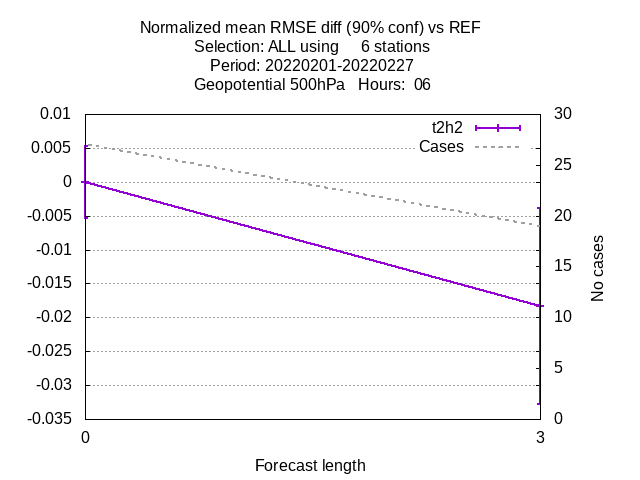 Normalized mean RMSE diff (90% conf) vs REF
Selection: ALL using     6 stations
Period: 20220201-20220227
Geopotential 500hPa   Hours:  06
t2h2
Cases
0.01
0.005
0
-0.005
-0.01
-0.015
-0.02
-0.025
-0.03
-0.035
30
25
20
15
10
5
0
No cases
0
3
Forecast length